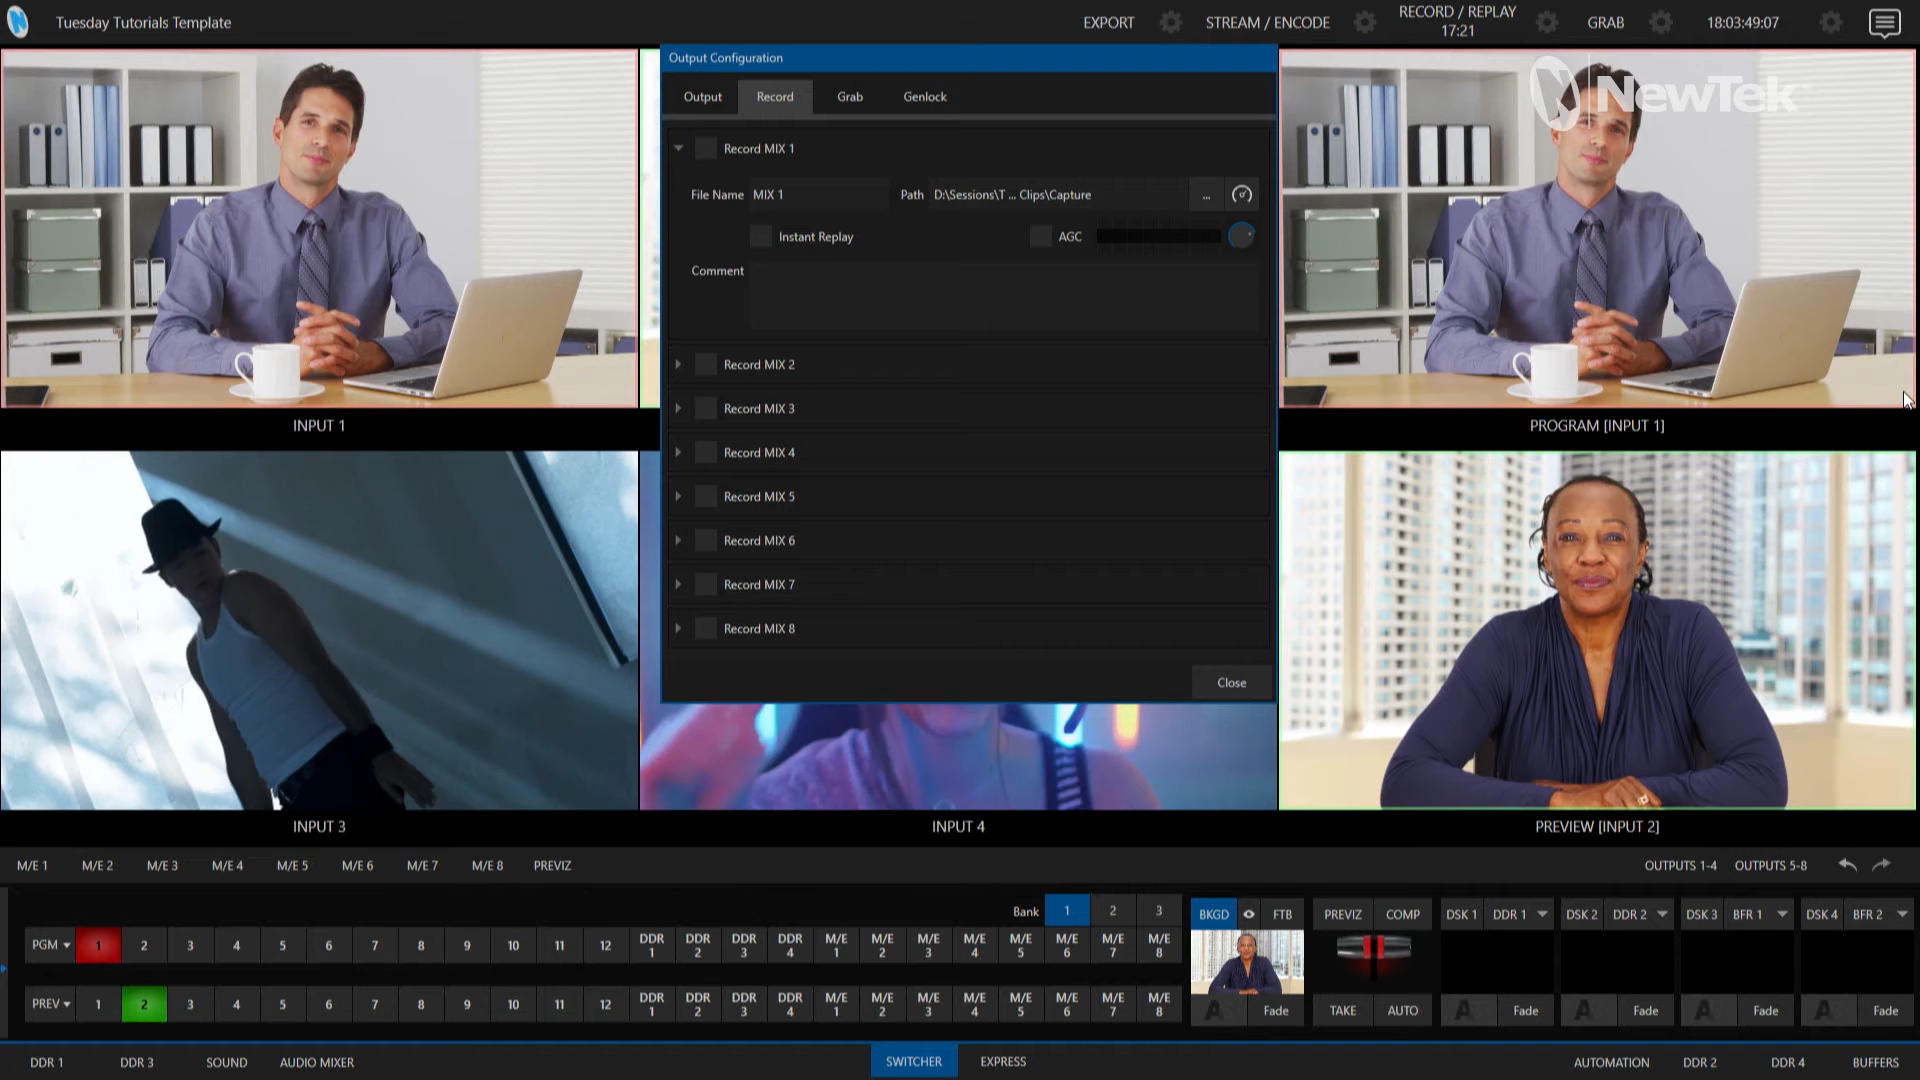 Tuesday Tutorials Template
EXPORT
STREAM / ENCODE
RECORD / REPLAY
17:21
GRAB
18:03:49:07
Output Configuration
Output
Record
Grab
Genlock
NewTek
Record MIX 1
File Name MIX 1 Path D:\Sessions\T ... Clips\Capture ...
Instant Replay AGC
Comment
Record MIX 2
Record MIX 3
Record MIX 4
Record MIX 5
Record MIX 6
Record MIX 7
Record MIX 8
Close
INPUT 1
PROGRAM [INPUT 1]
INPUT 3
INPUT 4
PREVIEW [INPUT 2]
M/E 1 M/E 2 M/E 3 M/E 4 M/E 5 M/E 6 M/E 7 M/E 8 PREVIZ
OUTPUTS 1-4 OUTPUTS 5-8
Bank 1 2 3
PGM 1 2 3 4 5 6 7 8 9 10 11 12 DDR 1 DDR 2 DDR 3 DDR 4 M/E 1 M/E 2 M/E 3 M/E 4 M/E 5 M/E 6 M/E 7 M/E 8
PREV 1 2 3 4 5 6 7 8 9 10 11 12 DDR 1 DDR 2 DDR 3 DDR 4 M/E 1 M/E 2 M/E 3 M/E 4 M/E 5 M/E 6 M/E 7 M/E 8
BKGD FTB
Fade
PREVIZ COMP
TAKE AUTO
DSK 1 DDR 1
Fade
DSK 2 DDR 2
Fade
DSK 3 BFR 1
Fade
DSK 4 BFR 2
Fade
DDR 1 DDR 3 SOUND AUDIO MIXER
SWITCHER EXPRESS
AUTOMATION DDR 2 DDR 4 BUFFERS